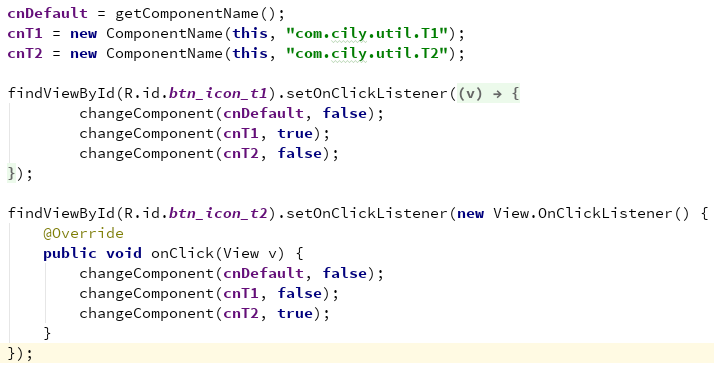 cnDefault = getComponentName();
cnT1 = new ComponentName(this, "com.cily.util.T1");
cnT2 = new ComponentName(this, "com.cily.util.T2");

findViewById(R.id.btn_icon_t1).setOnClickListener((v) → {
        changeComponent(cnDefault, false);
        changeComponent(cnT1, true);
        changeComponent(cnT2, false);
});

findViewById(R.id.btn_icon_t2).setOnClickListener(new View.OnClickListener() {
    @Override
    public void onClick(View v) {
        changeComponent(cnDefault, false);
        changeComponent(cnT1, false);
        changeComponent(cnT2, true);
    }
});